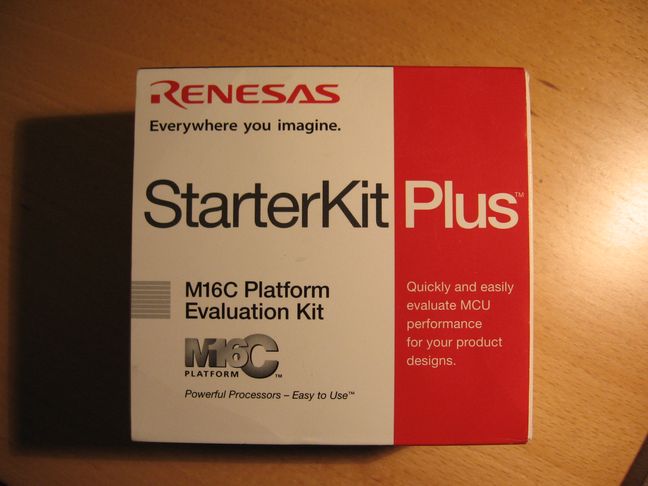 RENESAS
Everywhere you imagine.
StarterKit Plus™
M16C Platform
Evaluation Kit
Quickly and easily
evaluate MCU
performance
for your product
designs.
M16C
PLATFORM™
Powerful Processors – Easy to Use™